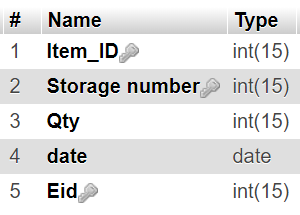 # Name Type
1 Item_ID int(15)
2 Storage number int(15)
3 Qty int(15)
4 date date
5 Eid int(15)